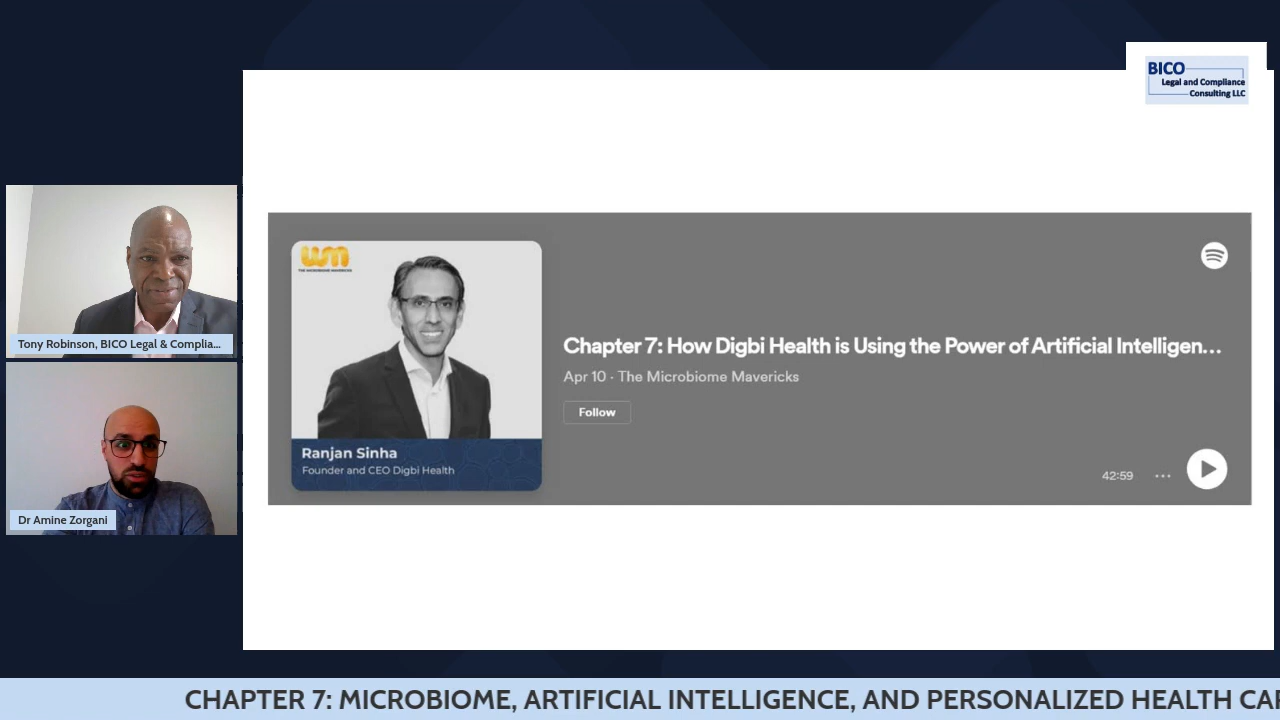 BICO
Legal and Compliance
Consulting LLC
Tony Robinson, BICO Legal & Complia...
Dr Amine Zorgani
THE MICROBIOME MAVERICKS
Ranjan Sinha
Founder and CEO Digbi Health
Chapter 7: How Digbi Health is Using the Power of Artificial Intelligen...
Apr 10 · The Microbiome Mavericks
Follow
42:59
CHAPTER 7: MICROBIOME, ARTIFICIAL INTELLIGENCE, AND PERSONALIZED HEALTH CA